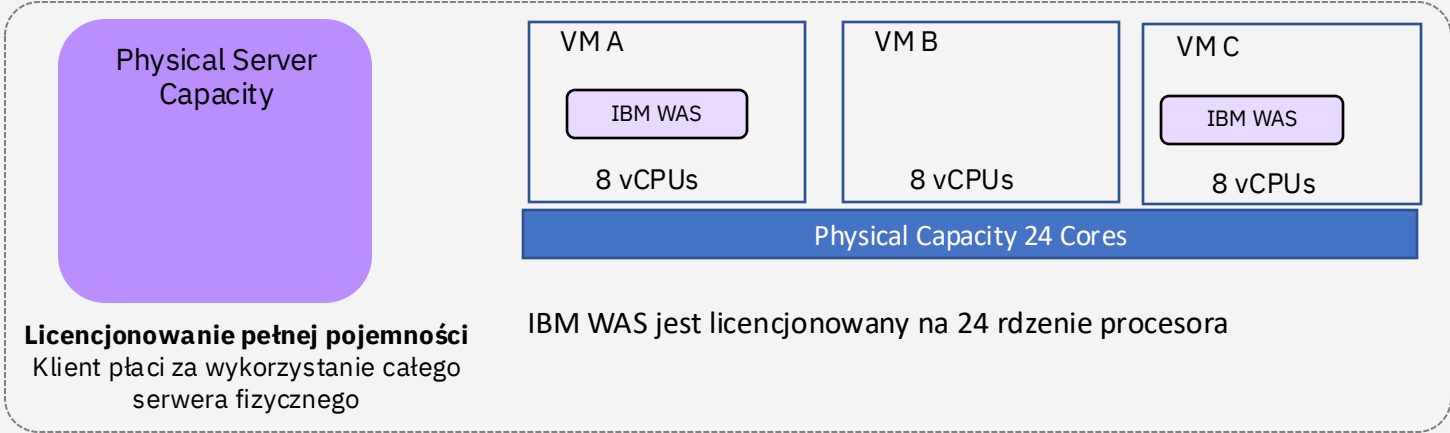 Physical Server
Capacity
Licencjonowanie pełnej pojemności
Klient płaci za wykorzystanie całego
serwera fizycznego
VM A
IBM WAS
8 vCPUs
VM B
8 vCPUs
VM C
IBM WAS
8 vCPUs
Physical Capacity 24 Cores
IBM WAS jest licencjonowany na 24 rdzenie procesora